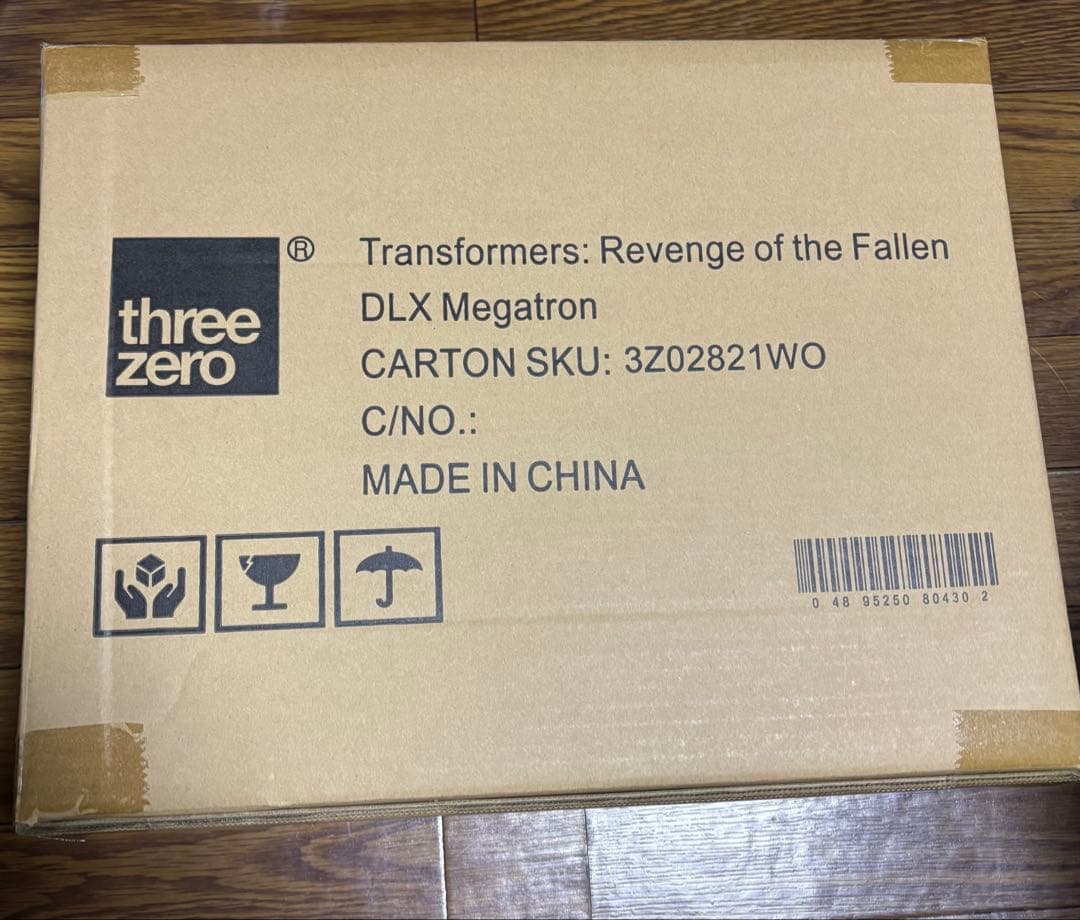 three
zero
®
Transformers: Revenge of the Fallen
DLX Megatron
CARTON SKU: 3Z02821WO
C/NO.:
MADE IN CHINA
0 48 95250 80430 2